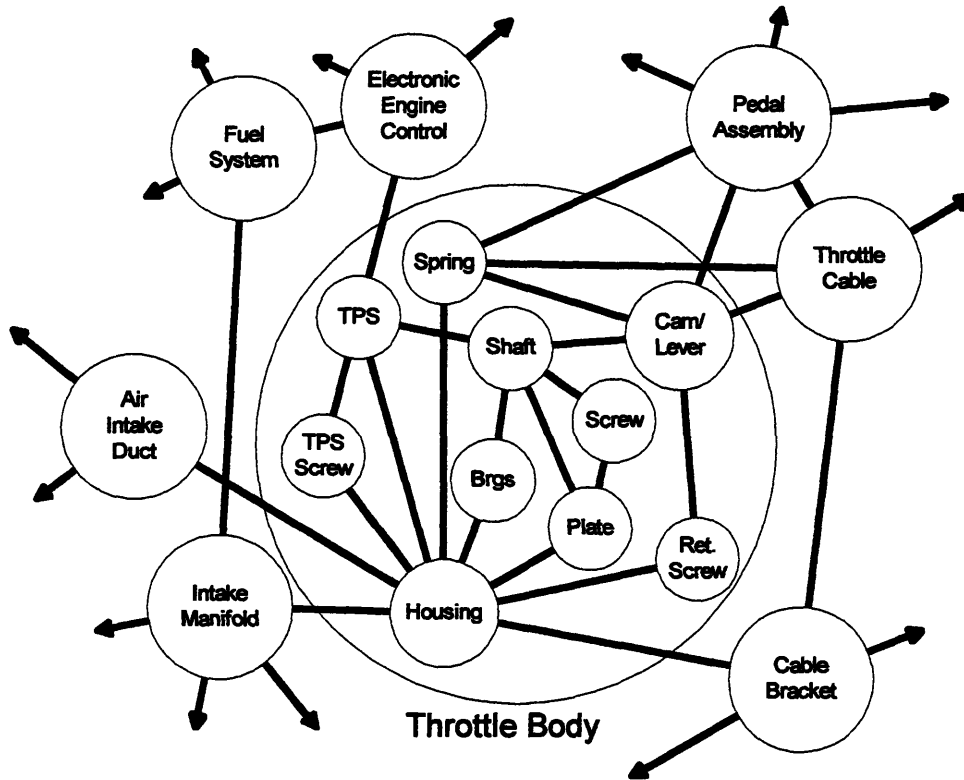 Electronic
Engine
Control
Fuel
System
Pedal
Assembly
Throttle
Cable
Spring
TPS
Shaft
Cam/
Lever
Air
Intake
Duct
TPS
Screw
Screw
Brgs
Plate
Ret.
Screw
Intake
Manifold
Housing
Cable
Bracket
Throttle Body